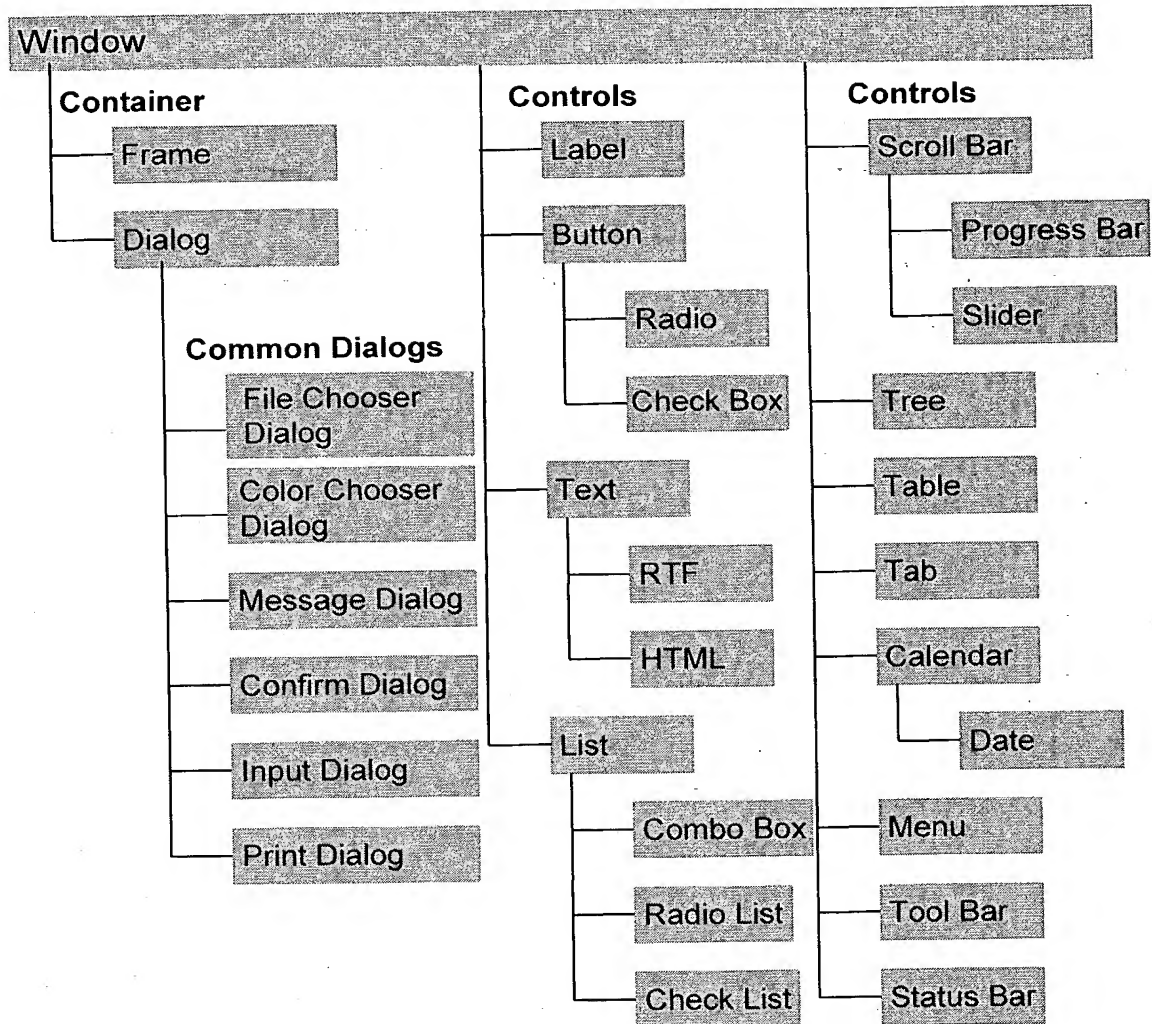 Window
Container
Frame
Dialog
Common Dialogs
File Chooser
Dialog
Color Chooser
Dialog
Message Dialog
Confirm Dialog
Input Dialog
Print Dialog
Controls
Label
Button
Radio
Check Box
Text
RTF
HTML
List
Combo Box
Radio List
Check List
Controls
Scroll Bar
Progress Bar
Slider
Tree
Table
Tab
Calendar
Date
Menu
Tool Bar
Status Bar